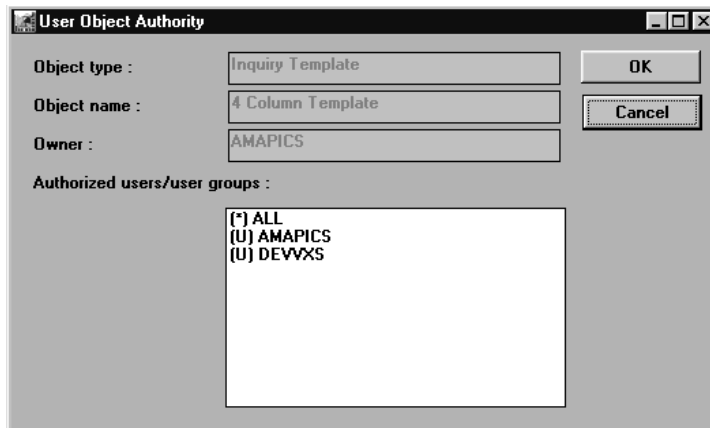 User Object Authority
Object type : Inquiry Template OK
Object name : 4 Column Template Cancel
Owner : AMAPICS
Authorized users/user groups :
(*) ALL
(U) AMAPICS
(U) DEVVXS